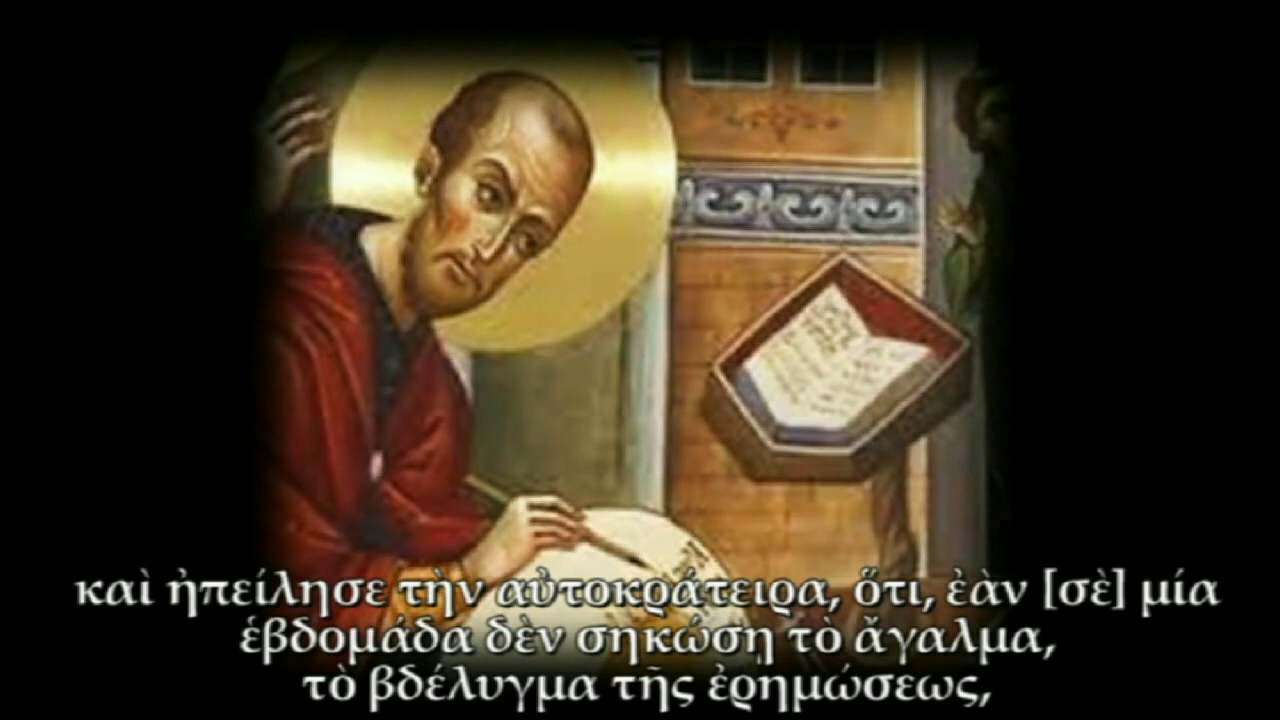 καὶ ἠπείλησε τὴν αὐτοκράτειρα, ὅτι, ἐὰν [σὲ] μία
ἑβδομάδα δὲν σηκώσῃ τὸ ἄγαλμα,
τὸ βδέλυγμα τῆς ἐρημώσεως,